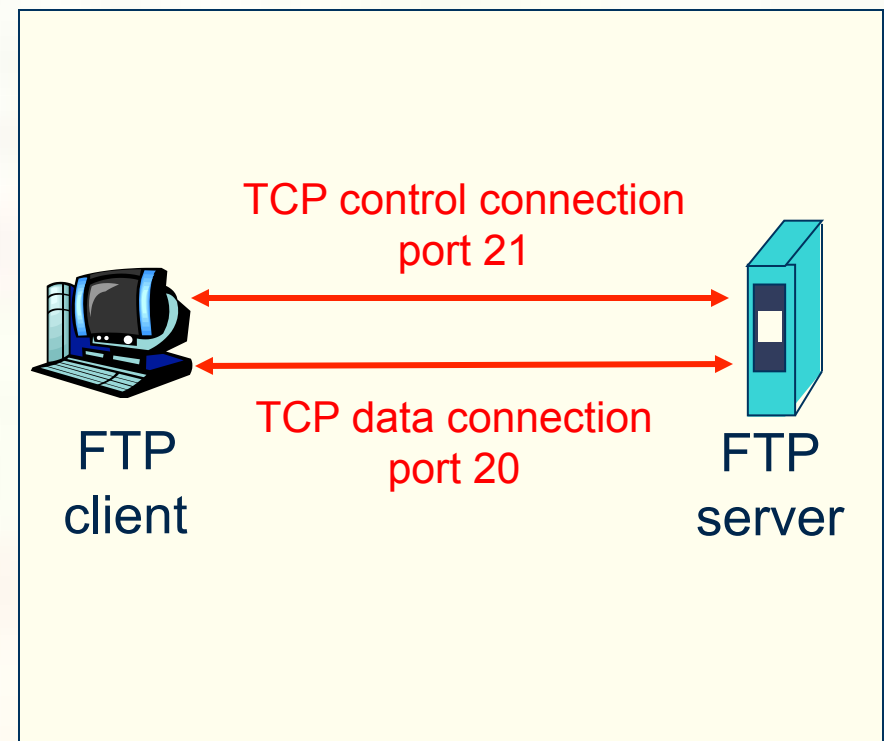 TCP control connection
port 21
TCP data connection
port 20
FTP
client
FTP
server